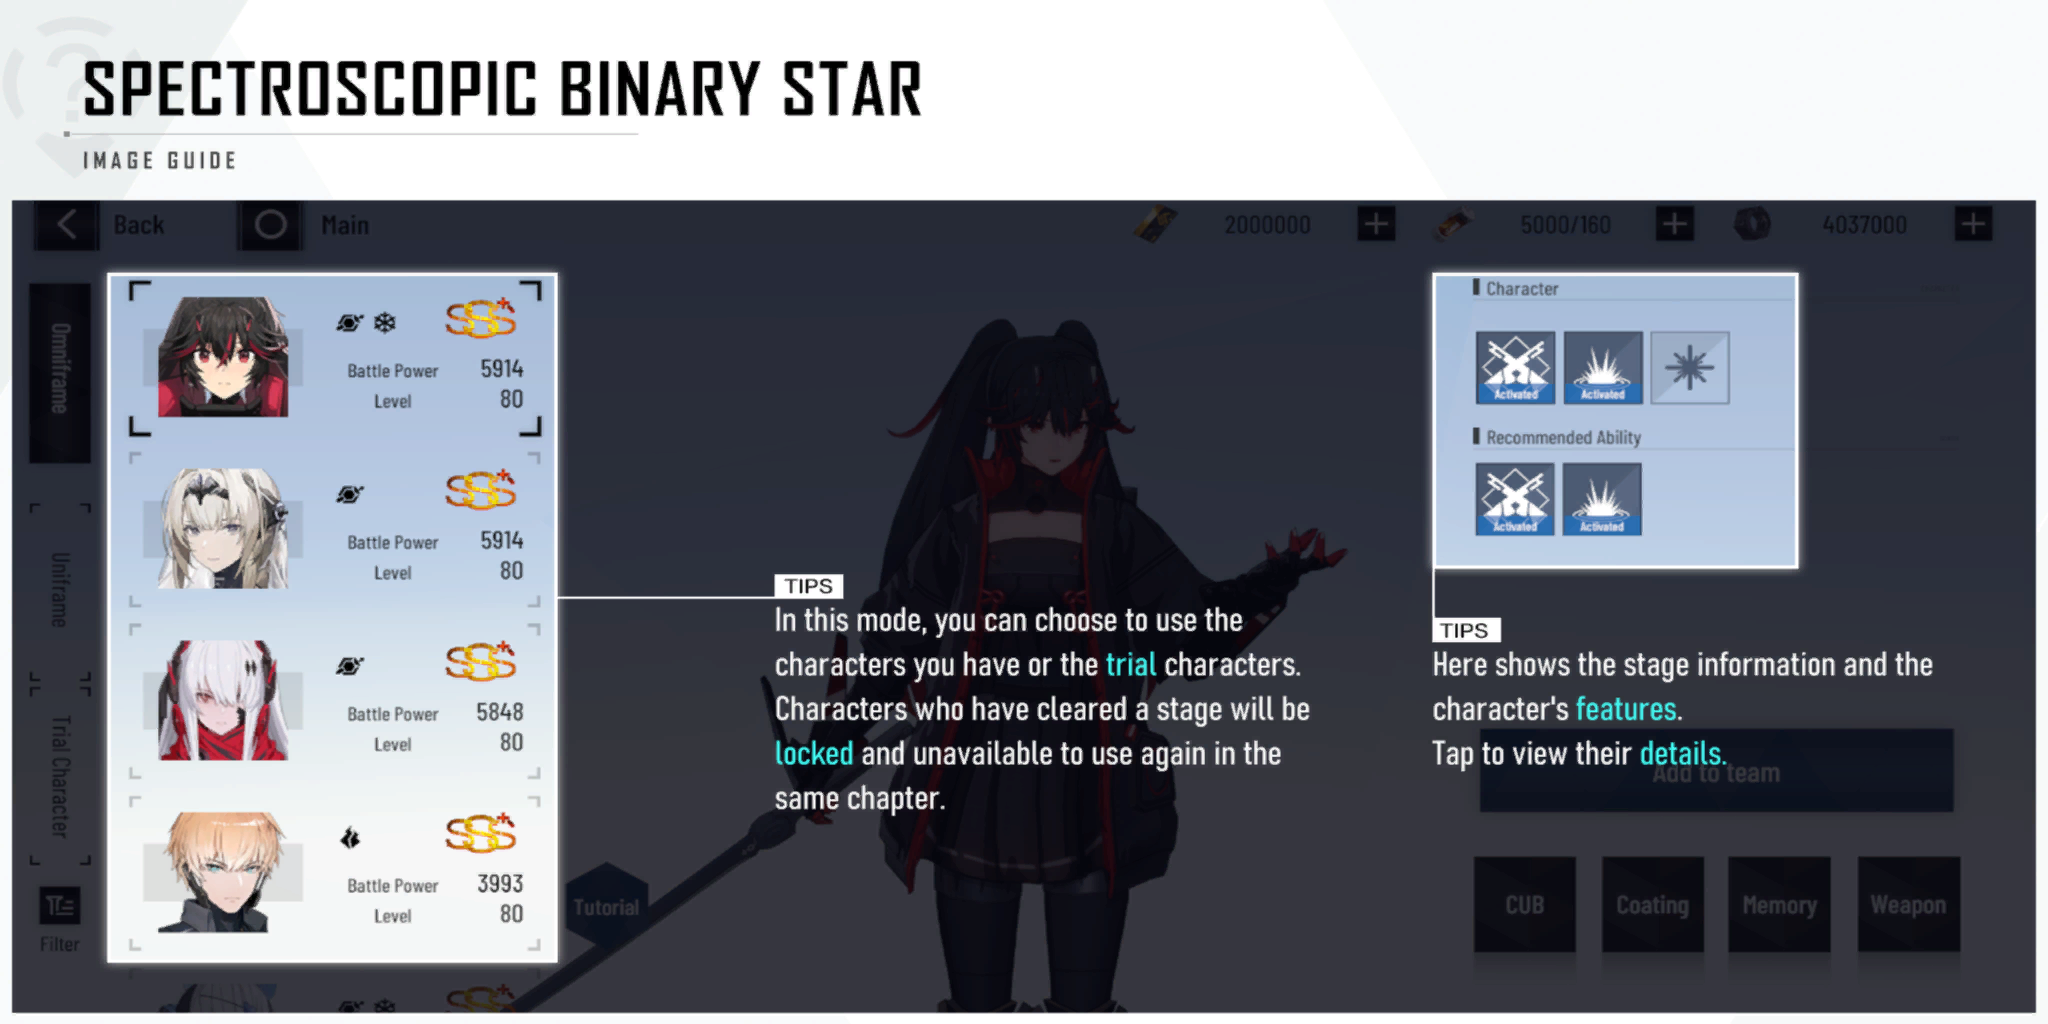 SPECTROSCOPIC BINARY STAR
IMAGE GUIDE
Back
Main
2000000
5000/160
4037000
Omniframe
Uniframe
Trial Character
Filter
SSS+
Battle Power 5914
Level 80
SSS+
Battle Power 5914
Level 80
SSS+
Battle Power 5848
Level 80
SSS+
Battle Power 3993
Level 80
Tutorial
TIPS
In this mode, you can choose to use the
characters you have or the trial characters.
Characters who have cleared a stage will be
locked and unavailable to use again in the
same chapter.
Character
Activated
Activated
Recommended Ability
Activated
Activated
TIPS
Here shows the stage information and the
character's features.
Tap to view their details.
Add to team
CUB
Coating
Memory
Weapon